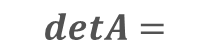 detA =